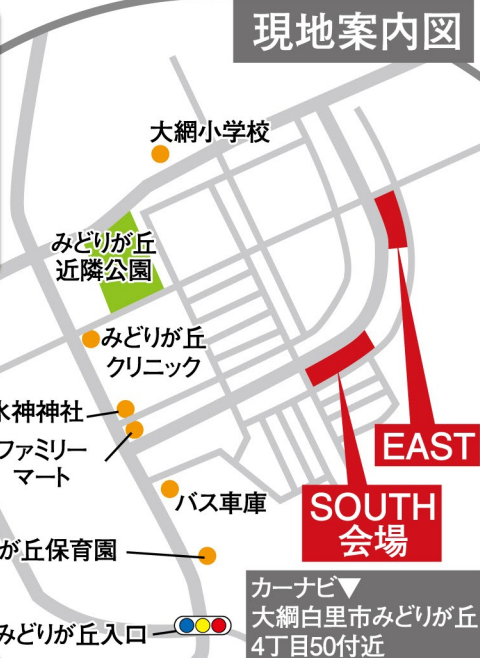 現地案内図
大網小学校
みどりが丘
近隣公園
みどりが丘
クリニック
水神神社
ファミリー
マート
EAST
SOUTH
会場
バス車庫
が丘保育園
みどりが丘入口
カーナビ▼
大網白里市みどりが丘
4丁目50付近